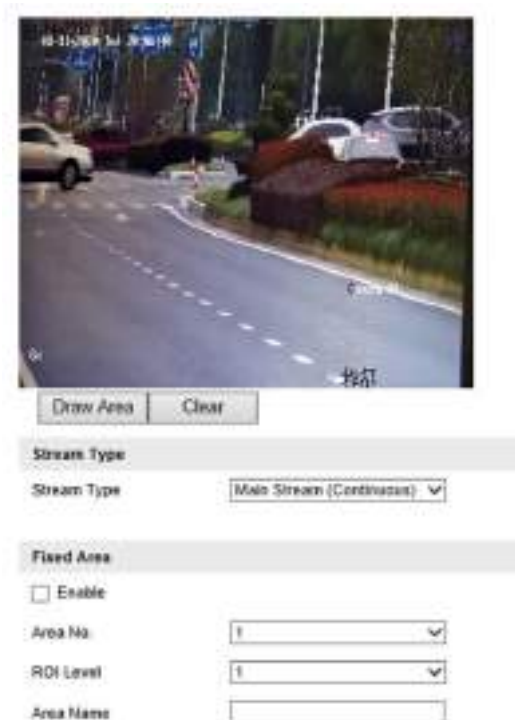 Draw Area Clear
Stream Type
Stream Type Main Stream (Continuous)
Fixed Area
Enable
Area No. 1
ROI Level 1
Area Name